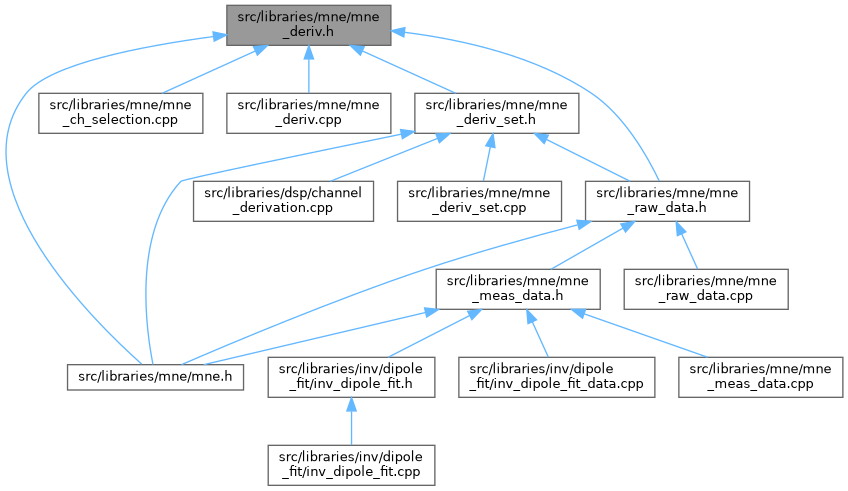 src/libraries/mne/mne
_deriv.h
src/libraries/mne/mne
_ch_selection.cpp
src/libraries/mne/mne
_deriv.cpp
src/libraries/mne/mne
_deriv_set.h
src/libraries/dsp/channel
_derivation.cpp
src/libraries/mne/mne
_deriv_set.cpp
src/libraries/mne/mne
_raw_data.h
src/libraries/mne/mne
_meas_data.h
src/libraries/mne/mne
_raw_data.cpp
src/libraries/mne/mne.h
src/libraries/inv/dipole
_fit/inv_dipole_fit.h
src/libraries/inv/dipole
_fit/inv_dipole_fit_data.cpp
src/libraries/mne/mne
_meas_data.cpp
src/libraries/inv/dipole
_fit/inv_dipole_fit.cpp